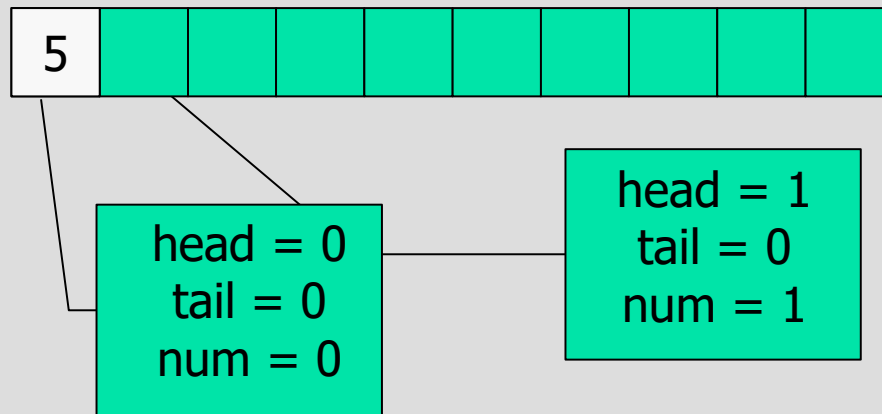 5
head = 0
tail = 0
num = 0
head = 1
tail = 0
num = 1